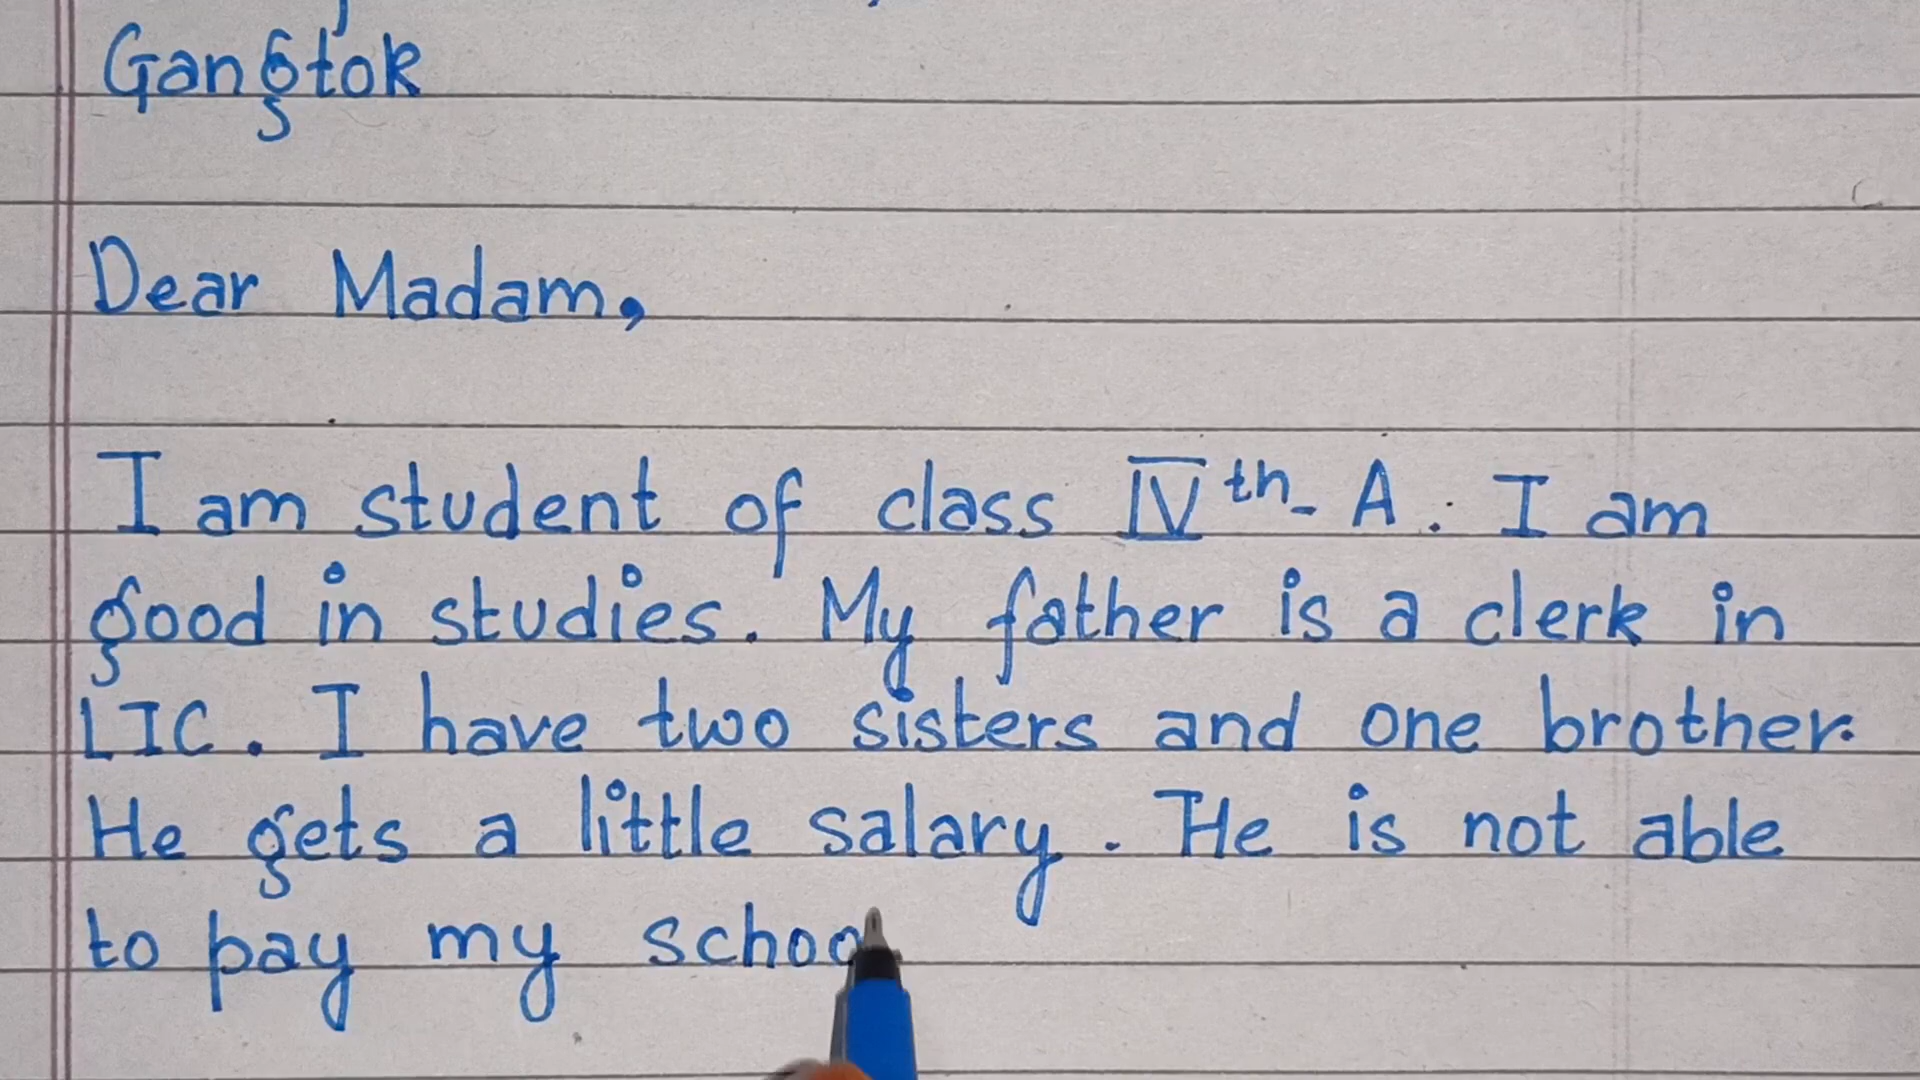 Gangtok
Dear Madam,
I am student of class IVth- A. I am
good in studies. My father is a clerk in
LIC. I have two sisters and one brother.
He gets a little salary. He is not able
to pay my schoo